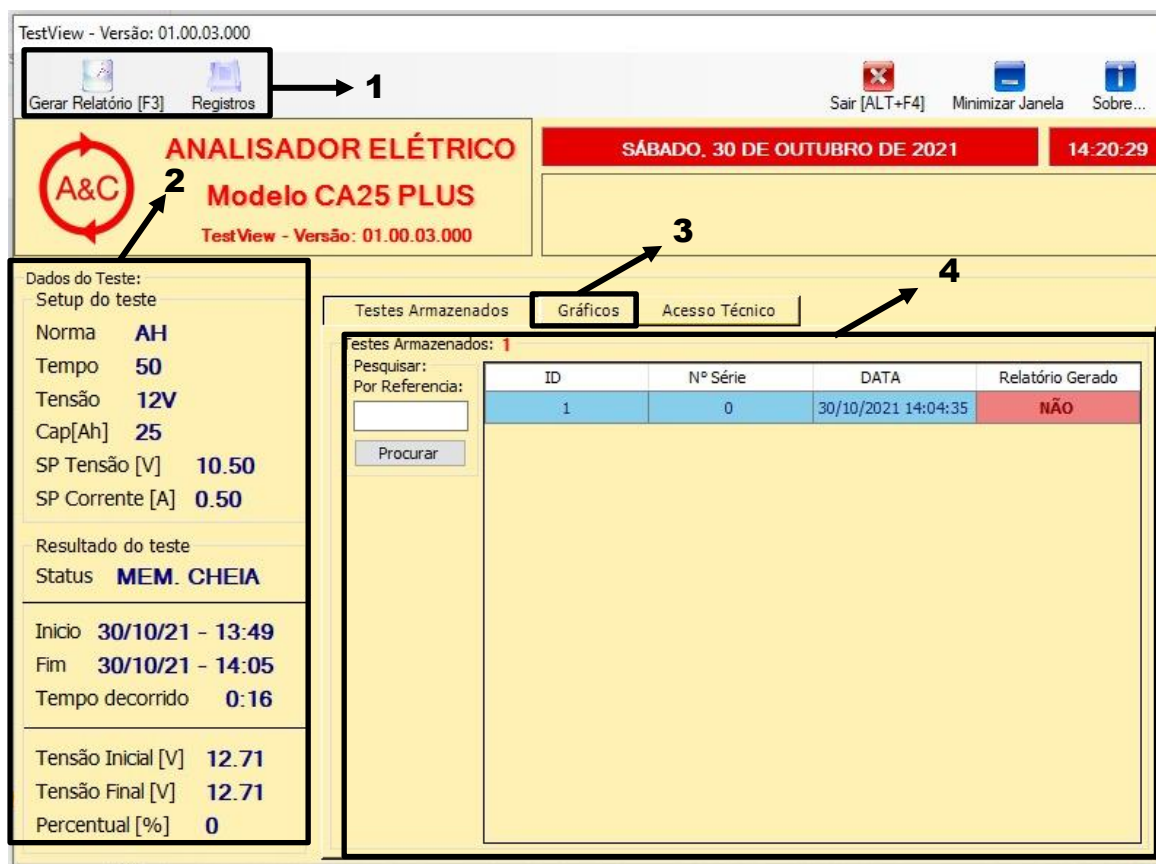 TestView - Versão: 01.00.03.000
Gerar Relatório [F3] Registros 1 Sair [ALT+F4] Minimizar Janela Sobre...
A&C
ANALISADOR ELÉTRICO
Modelo CA25 PLUS
TestView - Versão: 01.00.03.000
SÁBADO, 30 DE OUTUBRO DE 2021 14:20:29
2
3
4
Dados do Teste:
Setup do teste
Norma AH
Tempo 50
Tensão 12V
Cap[Ah] 25
SP Tensão [V] 10.50
SP Corrente [A] 0.50
Resultado do teste
Status MEM. CHEIA
Inicio 30/10/21 - 13:49
Fim 30/10/21 - 14:05
Tempo decorrido 0:16
Tensão Inicial [V] 12.71
Tensão Final [V] 12.71
Percentual [%] 0
Testes Armazenados Gráficos Acesso Técnico
Testes Armazenados: 1
Pesquisar:
Por Referencia:
Procurar
ID Nº Série DATA Relatório Gerado
1 0 30/10/2021 14:04:35 NÃO